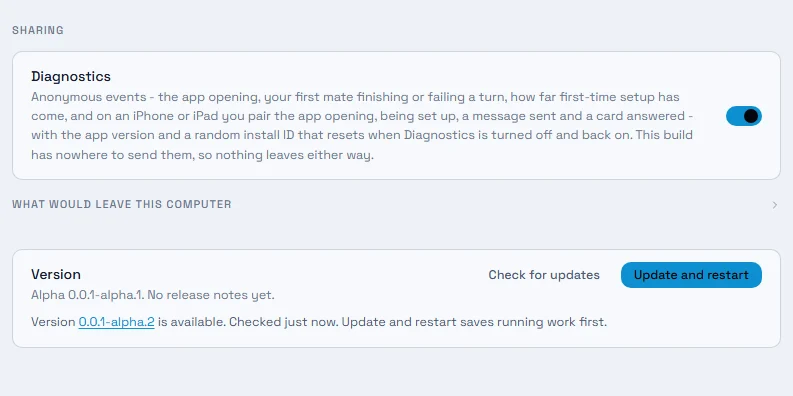 SHARING
Diagnostics
Anonymous events - the app opening, your first mate finishing or failing a turn, how far first-time setup has
come, and on an iPhone or iPad you pair the app opening, being set up, a message sent and a card answered -
with the app version and a random install ID that resets when Diagnostics is turned off and back on. This build
has nowhere to send them, so nothing leaves either way.
WHAT WOULD LEAVE THIS COMPUTER
Version
Check for updates
Update and restart
Alpha 0.0.1-alpha.1. No release notes yet.
Version 0.0.1-alpha.2 is available. Checked just now. Update and restart saves running work first.